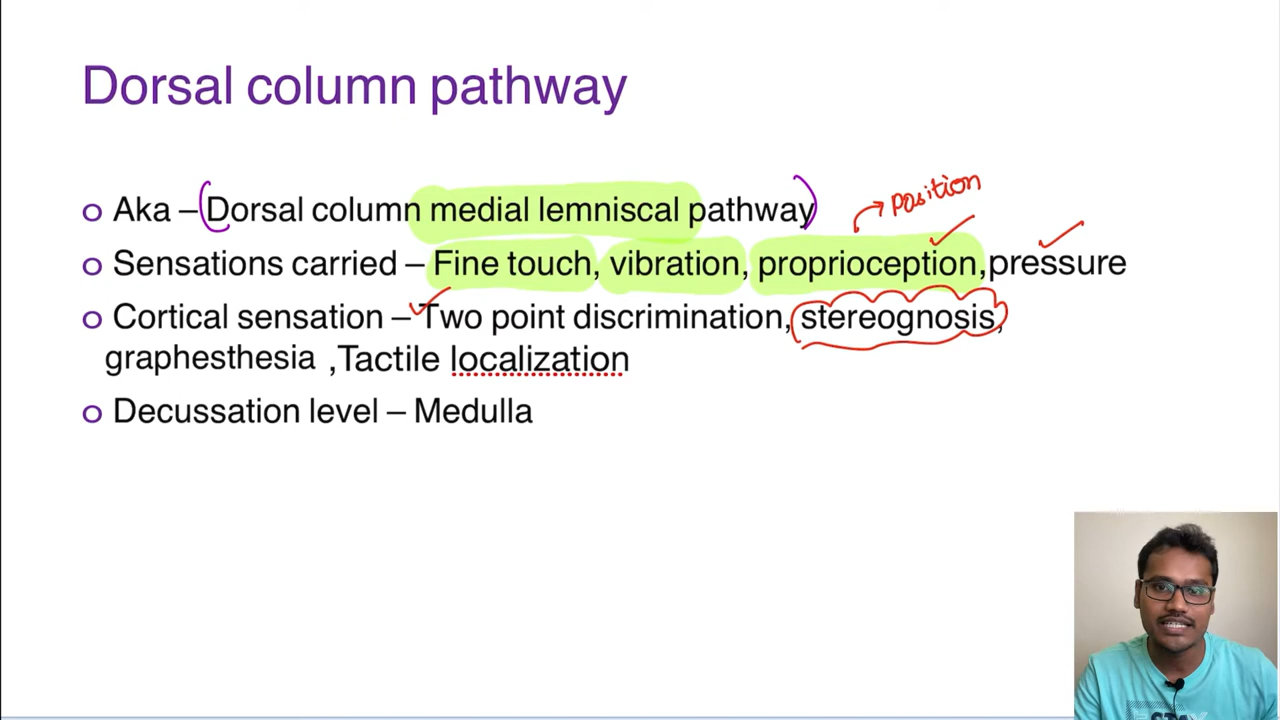 Dorsal column pathway
o Aka – (Dorsal column medial lemniscal pathway)
position
o Sensations carried – Fine touch, vibration, proprioception,pressure
o Cortical sensation – Two point discrimination, stereognosis,
graphesthesia ,Tactile localization
o Decussation level – Medulla